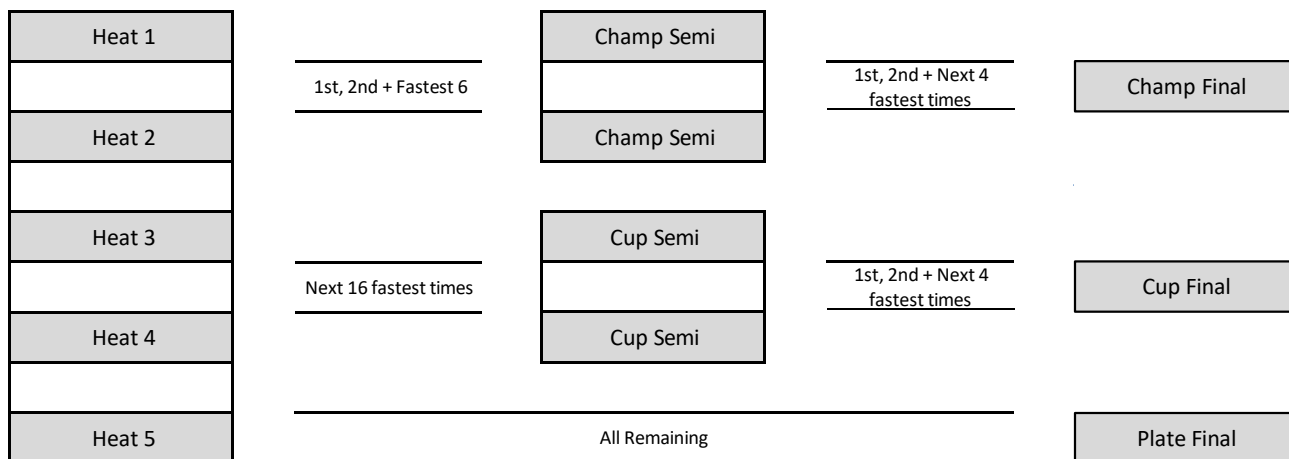 Heat 1
Champ Semi
1st, 2nd + Fastest 6
1st, 2nd + Next 4
fastest times
Champ Final
Heat 2
Champ Semi
Heat 3
Cup Semi
Next 16 fastest times
1st, 2nd + Next 4
fastest times
Cup Final
Heat 4
Cup Semi
Heat 5
All Remaining
Plate Final